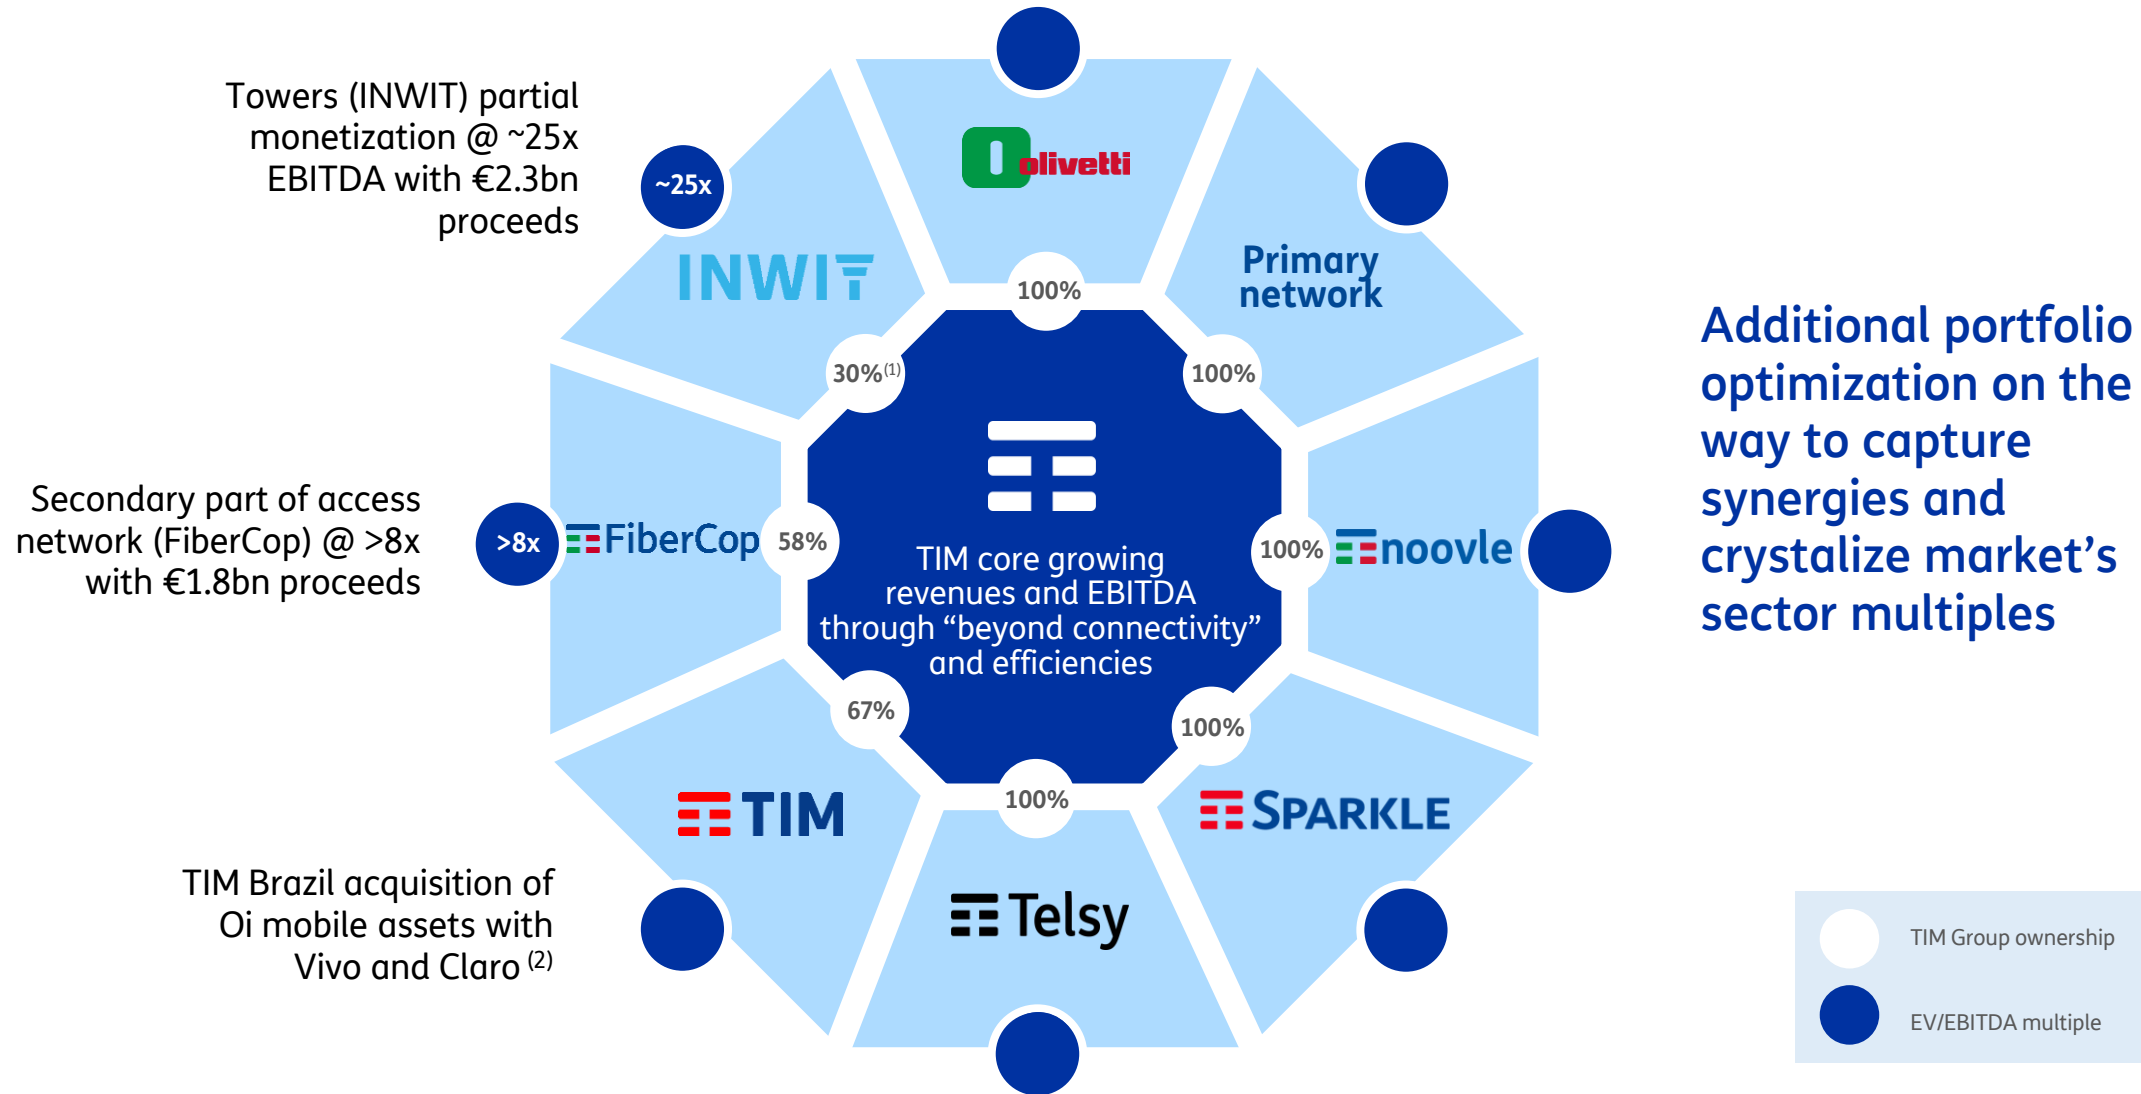 Towers (INWIT) partial
monetization @ ~25x
EBITDA with €2.3bn
proceeds
~25x
INWIT
30%(1)
olivetti
100%
Primary
network
100%
Secondary part of access
network (FiberCop) @ >8x
with €1.8bn proceeds
>8x
FiberCop
58%
TIM core growing
revenues and EBITDA
through “beyond connectivity”
and efficiencies
100%
noovle
67%
TIM
100%
SPARKLE
100%
Telsy
TIM Brazil acquisition of
Oi mobile assets with
Vivo and Claro (2)
Additional portfolio
optimization on the
way to capture
synergies and
crystalize market’s
sector multiples
TIM Group ownership
EV/EBITDA multiple